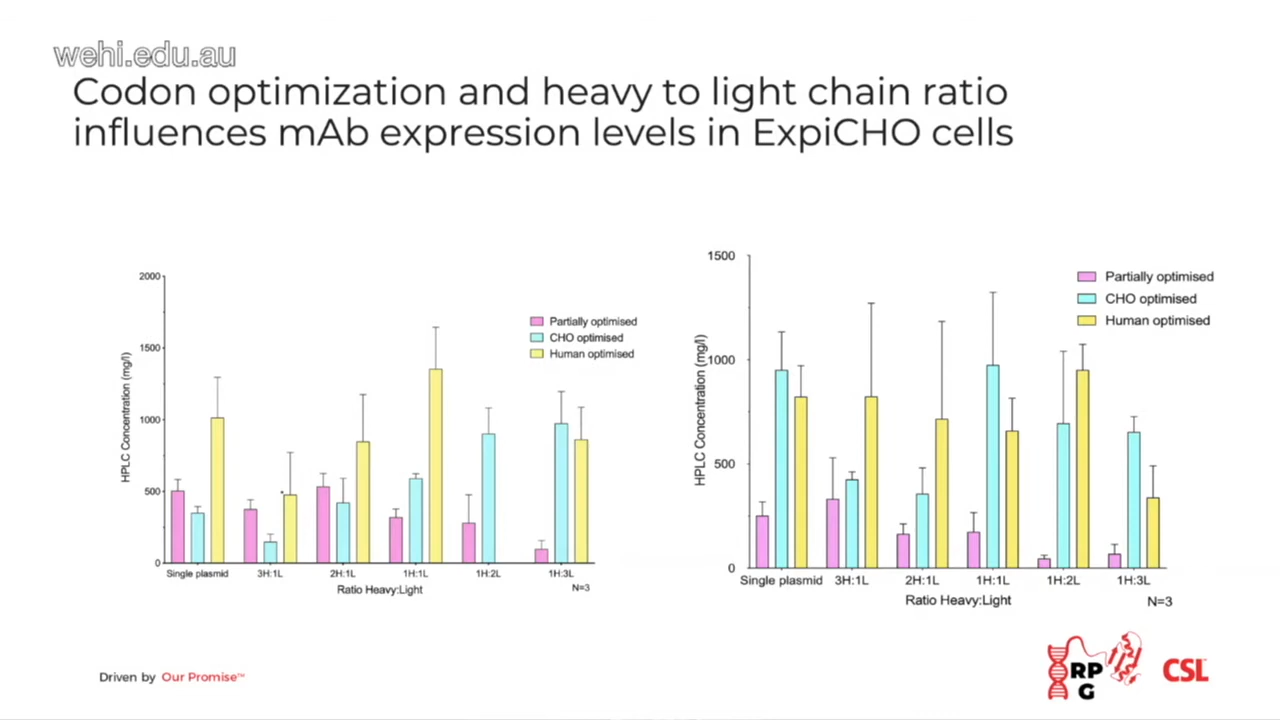 wehi.edu.au
Codon optimization and heavy to light chain ratio
influences mAb expression levels in ExpiCHO cells
2000
1500
1000
500
0
HPLC Concentration (mg/l)
Partially optimised
CHO optimised
Human optimised
Single plasmid 3H:1L 2H:1L 1H:1L 1H:2L 1H:3L
Ratio Heavy:Light
N=3
1500
1000
500
0
HPLC Concentration (mg/l)
Partially optimised
CHO optimised
Human optimised
Single plasmid 3H:1L 2H:1L 1H:1L 1H:2L 1H:3L
Ratio Heavy:Light
N=3
Driven by Our Promise™
RP
G
CSL